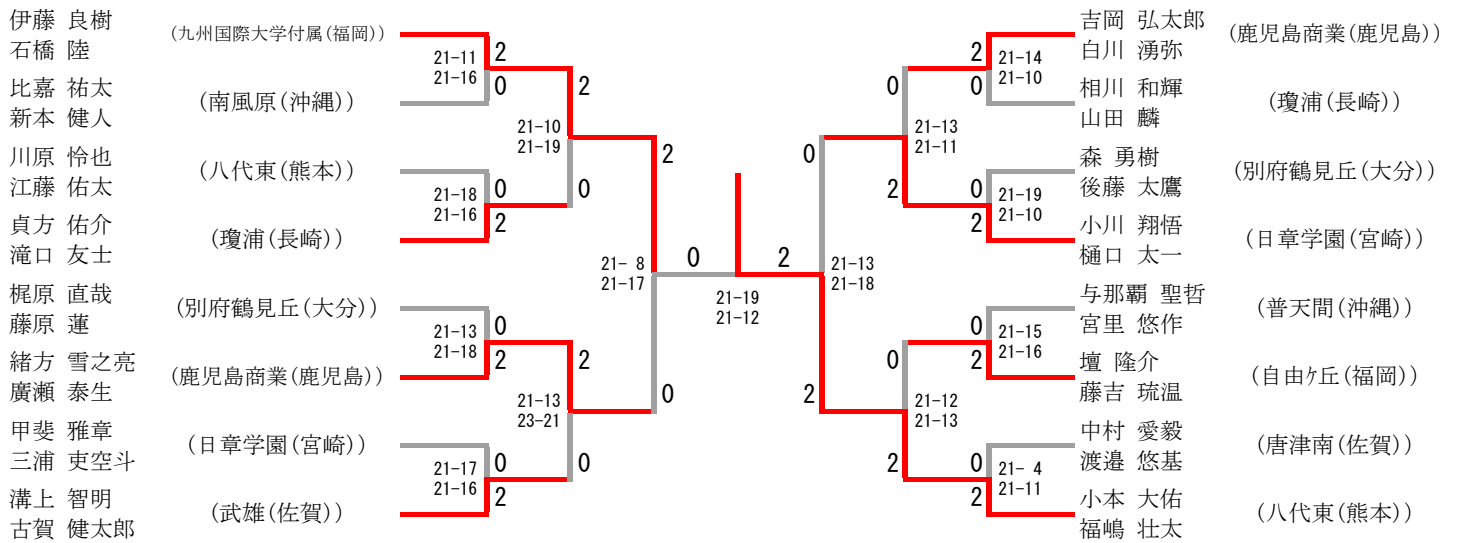 伊藤 良樹
石橋 陸
(九州国際大学付属(福岡))
比嘉 祐太
新本 健人
(南風原(沖縄))
21-11
21-16
2
0
川原 怜也
江藤 佑太
(八代東(熊本))
貞方 佑介
滝口 友士
(瓊浦(長崎))
21-18
21-16
0
2
21-10
21-19
2
0
梶原 直哉
藤原 蓮
(別府鶴見丘(大分))
緒方 雪之亮
廣瀬 泰生
(鹿児島商業(鹿児島))
21-13
21-18
0
2
甲斐 雅章
三浦 吏空斗
(日章学園(宮崎))
溝上 智明
古賀 健太郎
(武雄(佐賀))
21-17
21-16
0
2
21-13
23-21
2
0
21- 8
21-17
2
0
0
2
21-19
21-12
吉岡 弘太郎
白川 湧弥
(鹿児島商業(鹿児島))
相川 和輝
山田 麟
(瓊浦(長崎))
2
0
21-14
21-10
森 勇樹
後藤 太鷹
(別府鶴見丘(大分))
小川 翔悟
樋口 太一
(日章学園(宮崎))
0
2
21-19
21-10
0
2
21-13
21-11
与那覇 聖哲
宮里 悠作
(普天間(沖縄))
壇 隆介
藤吉 琉温
(自由ケ丘(福岡))
0
2
21-15
21-16
中村 愛毅
渡邉 悠基
(唐津南(佐賀))
小本 大佑
福嶋 壮太
(八代東(熊本))
0
2
21- 4
21-11
0
2
21-12
21-13
0
2
21-13
21-18